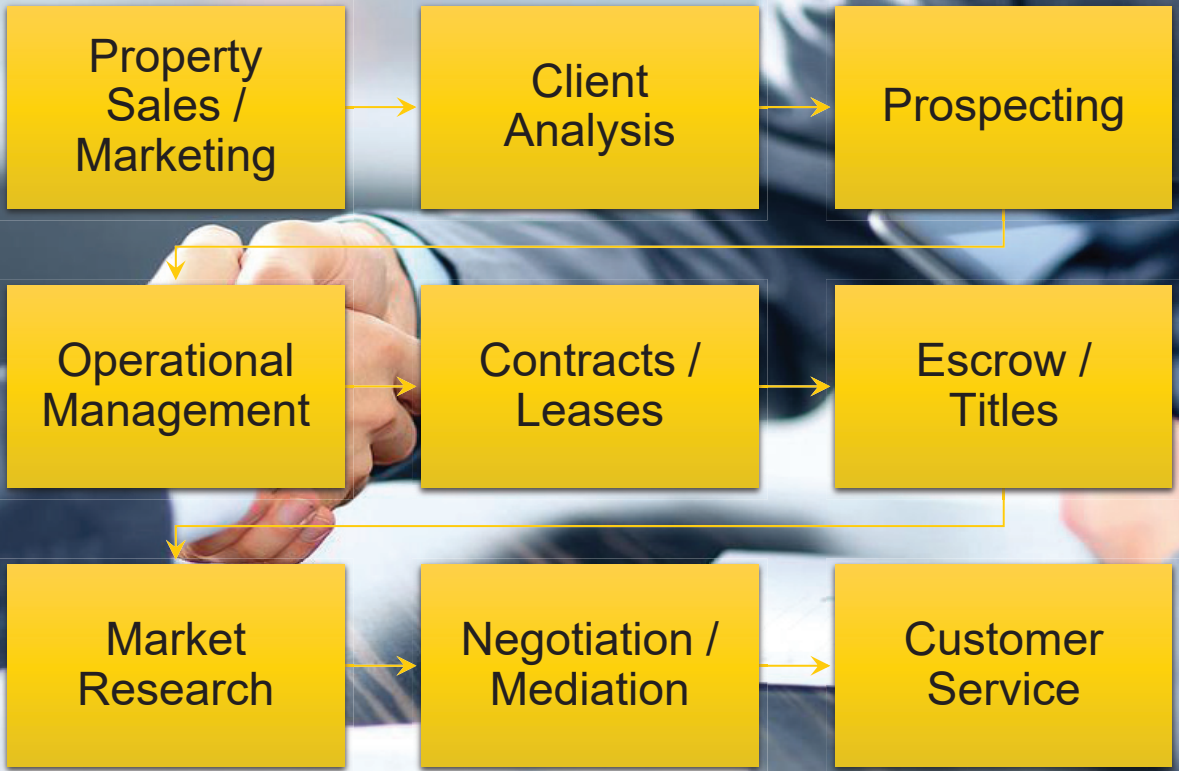 Property
Sales /
Marketing
Client
Analysis
Prospecting
Operational
Management
Contracts /
Leases
Escrow /
Titles
Market
Research
Negotiation /
Mediation
Customer
Service